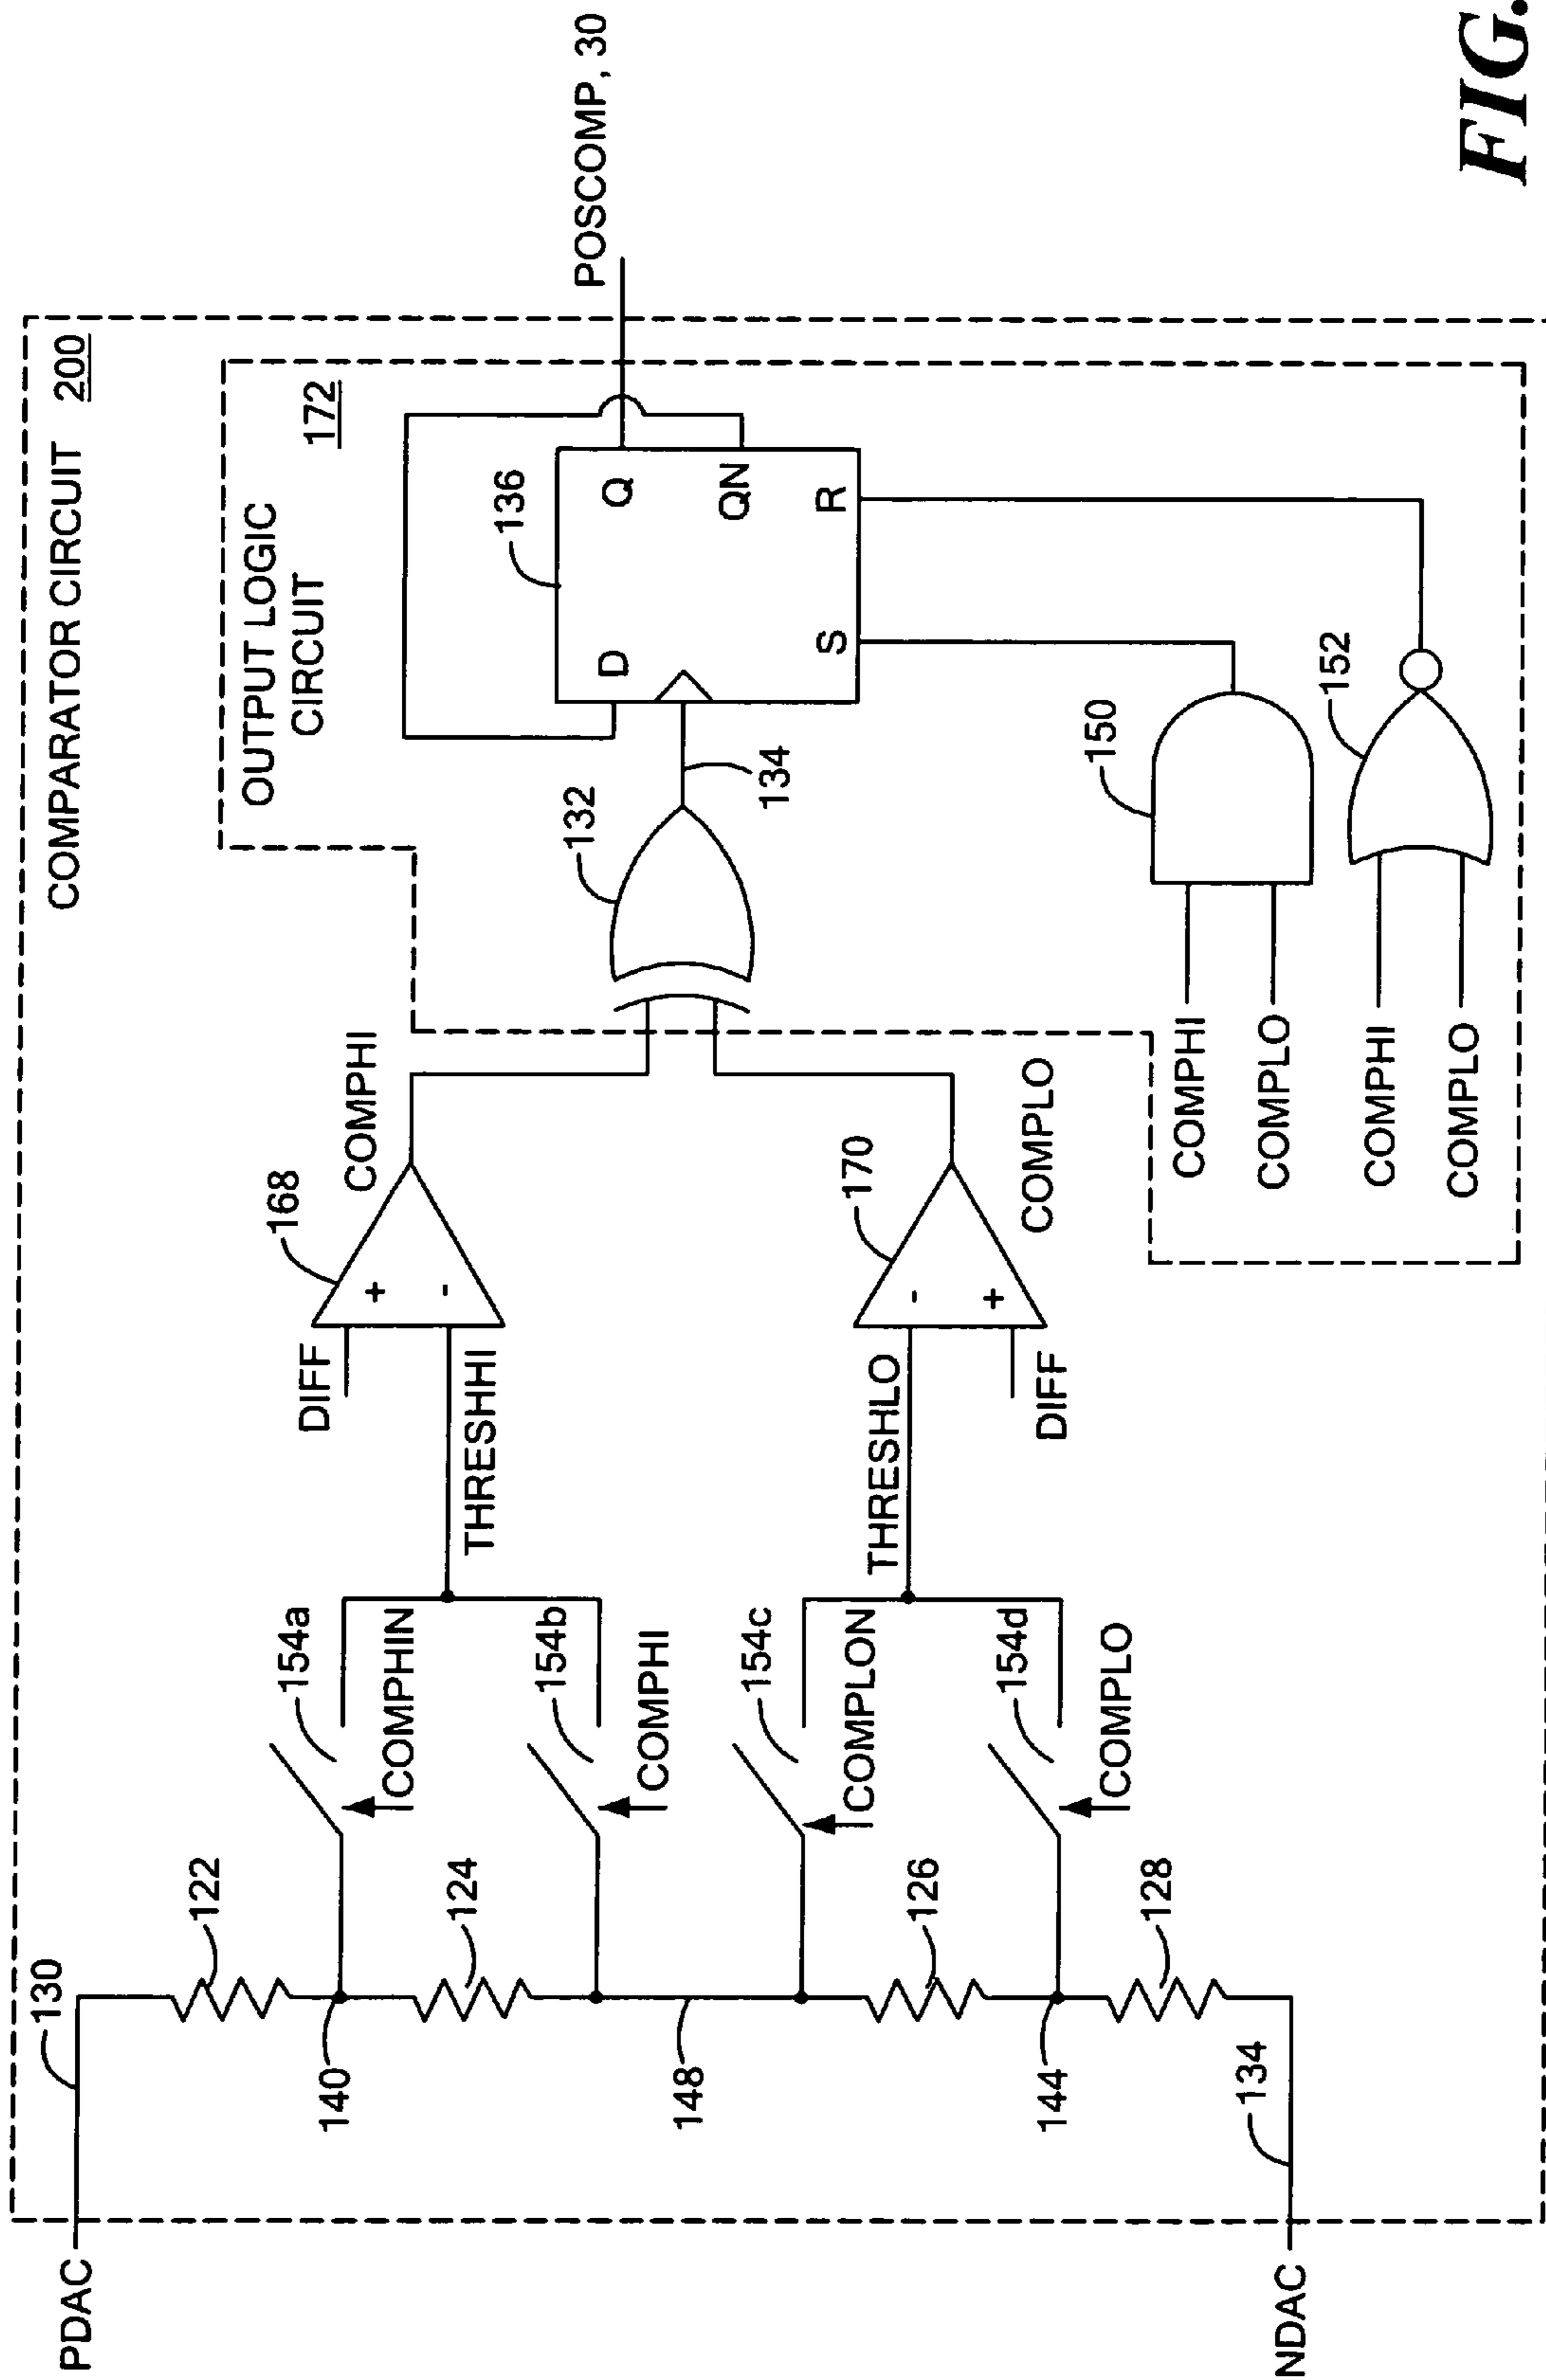 COMPARATOR CIRCUIT 200
PDAC
130
122
140
124
148
126
144
128
134
NDAC
154a
COMPHIN
154b
COMPHI
154c
COMPLON
154d
COMPLO
THRESHHI
THRESHLO
DIFF
+
-
168
COMPHI
-
+
DIFF
170
COMPLO
OUTPUT LOGIC
CIRCUIT
172
132
134
136
D
Q
QN
S
R
POSCOMP, 30
COMPHI
COMPLO
150
COMPHI
COMPLO
152
FIG.